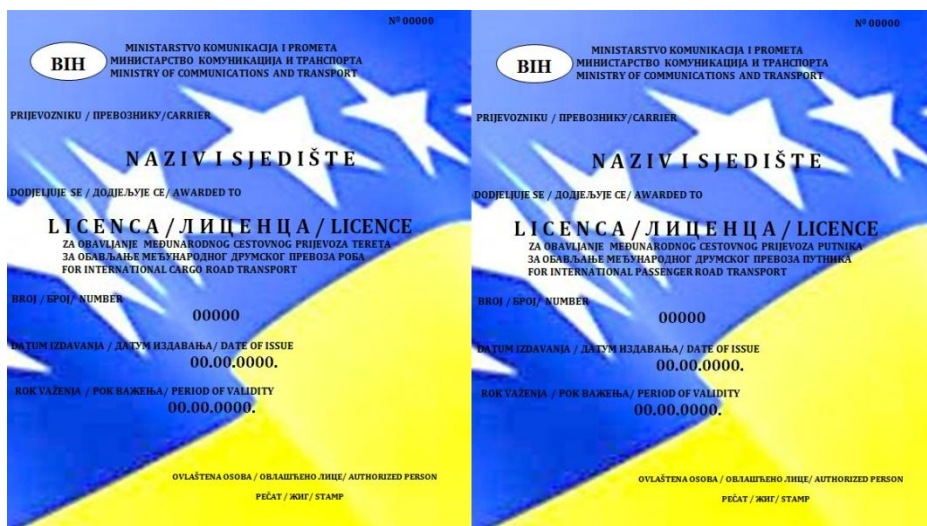 Nº 00000
BIH
MINISTARSTVO KOMUNIKACIJA I PROMETA
МИНИСТАРСТВО КОМУНИКАЦИЈА И ТРАНСПОРТА
MINISTRY OF COMMUNICATIONS AND TRANSPORT
PRIJEVOZNIKU / ПРЕВОЗНИКУ/CARRIER
NAZIV I SJEDIŠTE
DODJELJUJE SE / ДОДЈЕЉУЈЕ СЕ/ AWARDED TO
LICENCA/ЛИЦЕНЦА/ LICENCE
ZA OBAVLJANJE MEĐUNARODNOG CESTOVNOG PRIJEVOZA TERETA
ЗА ОБАВЉАЊЕ МЕЂУНАРОДНОГ ДРУМСКОГ ПРЕВОЗА РОБА
FOR INTERNATIONAL CARGO ROAD TRANSPORT
BROJ / БРОЈ/ NUMBER
00000
DATUM IZDAVANJA / ДАТУМ ИЗДАВАЊА/ DATE OF ISSUE
00.00.0000.
ROK VAŽENJA / РОК ВАЖЕЊА/ PERIOD OF VALIDITY
00.00.0000.
OVLAŠTENA OSOBA / ОВЛАШЋЕНО ЛИЦЕ/ AUTHORIZED PERSON
PEČAT / ЖИГ/ STAMP
Nº 00000
BIH
MINISTARSTVO KOMUNIKACIJA I PROMETA
МИНИСТАРСТВО КОМУНИКАЦИЈА И ТРАНСПОРТА
MINISTRY OF COMMUNICATIONS AND TRANSPORT
PRIJEVOZNIKU / ПРЕВОЗНИКУ/CARRIER
NAZIV I SJEDIŠTE
DODJELJUJE SE / ДОДЈЕЉУЈЕ СЕ/ AWARDED TO
LICENCA/ЛИЦЕНЦА/ LICENCE
ZA OBAVLJANJE MEĐUNARODNOG CESTOVNOG PRIJEVOZA PUTNIKA
ЗА ОБАВЉАЊЕ МЕЂУНАРОДНОГ ДРУМСКОГ ПРЕВОЗА ПУТНИКА
FOR INTERNATIONAL PASSENGER ROAD TRANSPORT
BROJ / БРОЈ/ NUMBER
00000
DATUM IZDAVANJA / ДАТУМ ИЗДАВАЊА/ DATE OF ISSUE
00.00.0000.
ROK VAŽENJA / РОК ВАЖЕЊА/ PERIOD OF VALIDITY
00.00.0000.
OVLAŠTENA OSOBA / ОВЛАШЋЕНО ЛИЦЕ/ AUTHORIZED PERSON
PEČAT / ЖИГ/ STAMP